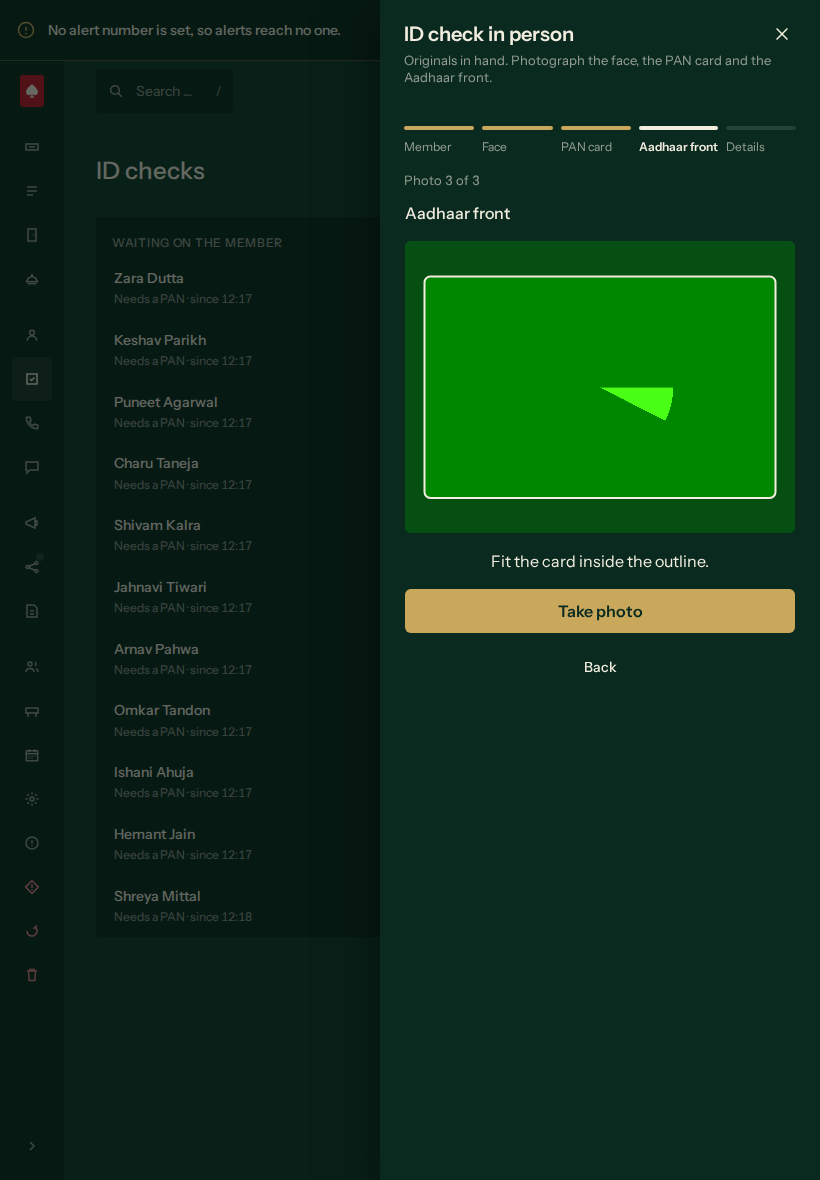 No alert number is set, so alerts reach no one.
Search ... /
ID checks
WAITING ON THE MEMBER
Zara Dutta
Needs a PAN · since 12:17
Keshav Parikh
Needs a PAN · since 12:17
Puneet Agarwal
Needs a PAN · since 12:17
Charu Taneja
Needs a PAN · since 12:17
Shivam Kalra
Needs a PAN · since 12:17
Jahnavi Tiwari
Needs a PAN · since 12:17
Arnav Pahwa
Needs a PAN · since 12:17
Omkar Tandon
Needs a PAN · since 12:17
Ishani Ahuja
Needs a PAN · since 12:17
Hemant Jain
Needs a PAN · since 12:17
Shreya Mittal
Needs a PAN · since 12:18
ID check in person
Originals in hand. Photograph the face, the PAN card and the
Aadhaar front.
Member Face PAN card Aadhaar front Details
Photo 3 of 3
Aadhaar front
Fit the card inside the outline.
Take photo
Back